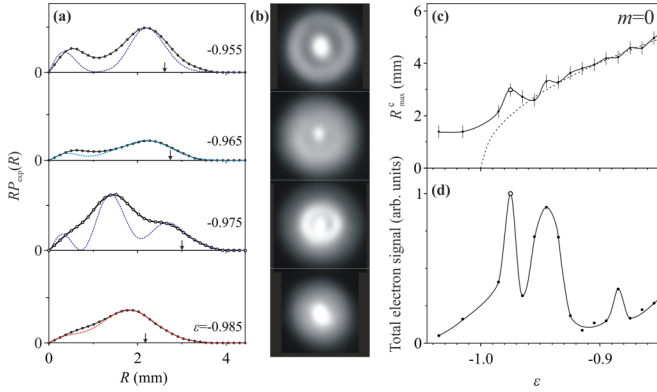 (a)
-0.955
0
-0.965
0
RP_exp(R)
-0.975
0
ε=-0.985
0
0 2 4
R (mm)
(b)
(c)
m=0
6
4
2
0
R^c_max (mm)
(d)
1
0
Total electron signal (arb. units)
-1.0 -0.9
ε